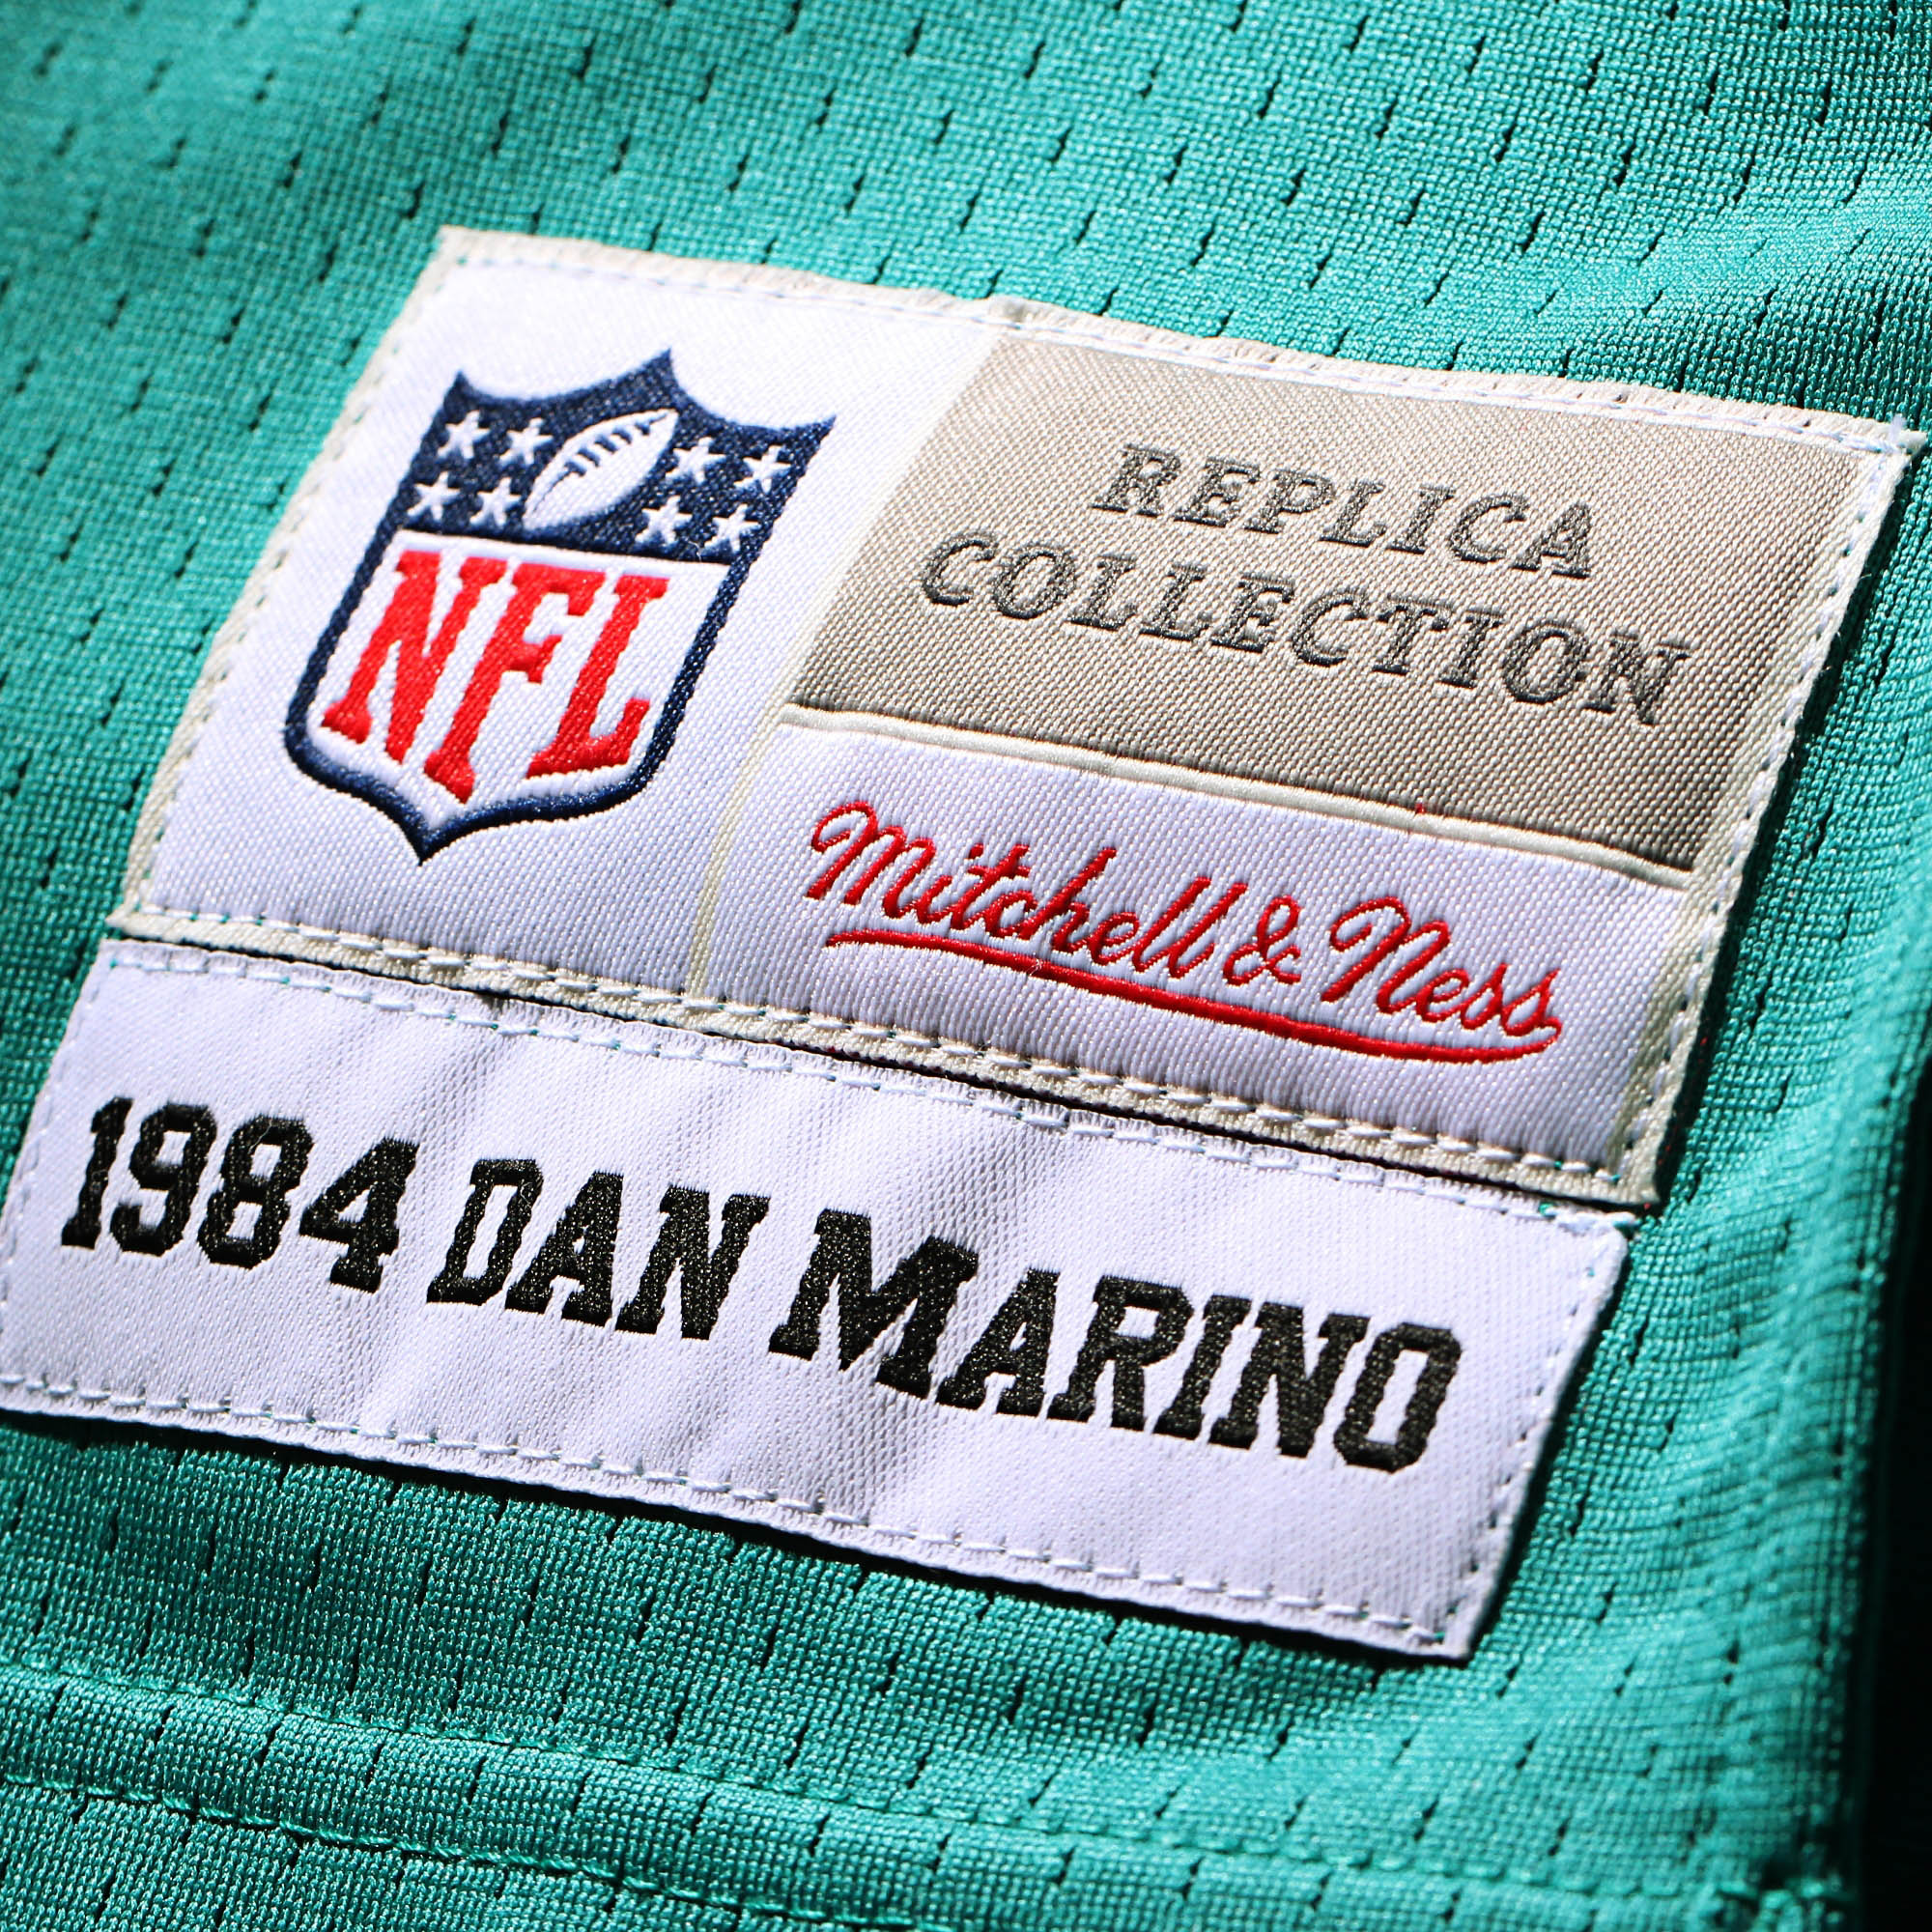 NFL
REPLICA
COLLECTION
Mitchell & Ness
1984 DAN MARINO